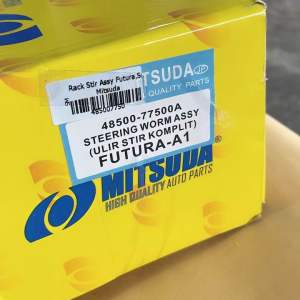 Rack Stir Assy Futura,S
Mitsuda
MITSUDA JP
QUALITY PARTS
48500-77500A
STEERING WORM ASSY
(ULIR STIR KOMPLIT)
FUTURA-A1
MITSUDA
HIGH QUALITY AUTO PARTS